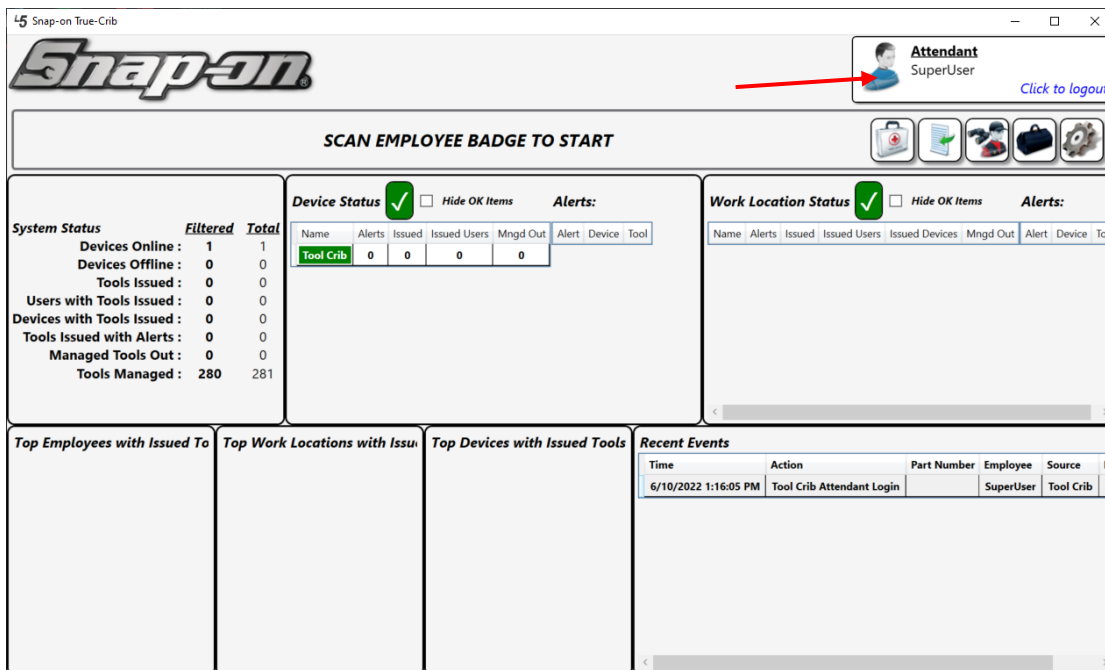 Snap-on True-Crib
Snap-on
Attendant
SuperUser
Click to logout
SCAN EMPLOYEE BADGE TO START
System Status Filtered Total
Devices Online : 1 1
Devices Offline : 0 0
Tools Issued : 0 0
Users with Tools Issued : 0 0
Devices with Tools Issued : 0 0
Tools Issued with Alerts : 0 0
Managed Tools Out : 0 0
Tools Managed : 280 281
Device Status Hide OK Items Alerts:
Name Alerts Issued Issued Users Mngd Out Alert Device Tool
Tool Crib 0 0 0 0
Work Location Status Hide OK Items Alerts:
Name Alerts Issued Issued Users Issued Devices Mngd Out Alert Device To
Top Employees with Issued To
Top Work Locations with Issu
Top Devices with Issued Tools
Recent Events
Time Action Part Number Employee Source
6/10/2022 1:16:05 PM Tool Crib Attendant Login SuperUser Tool Crib